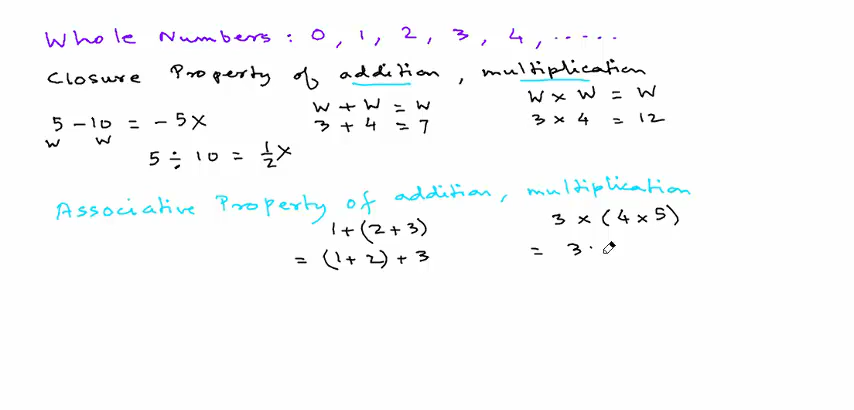 Whole Numbers : 0, 1, 2, 3, 4, .....
Closure Property of addition, multiplication
W + W = W
W × W = W
5 - 10 = - 5 ×
3 + 4 = 7
3 × 4 = 12
W W
5 ÷ 10 = 1/2 ×
Associative Property of addition, multiplication
1 + (2 + 3)
3 × (4 × 5)
= (1 + 2) + 3
= 3 ·